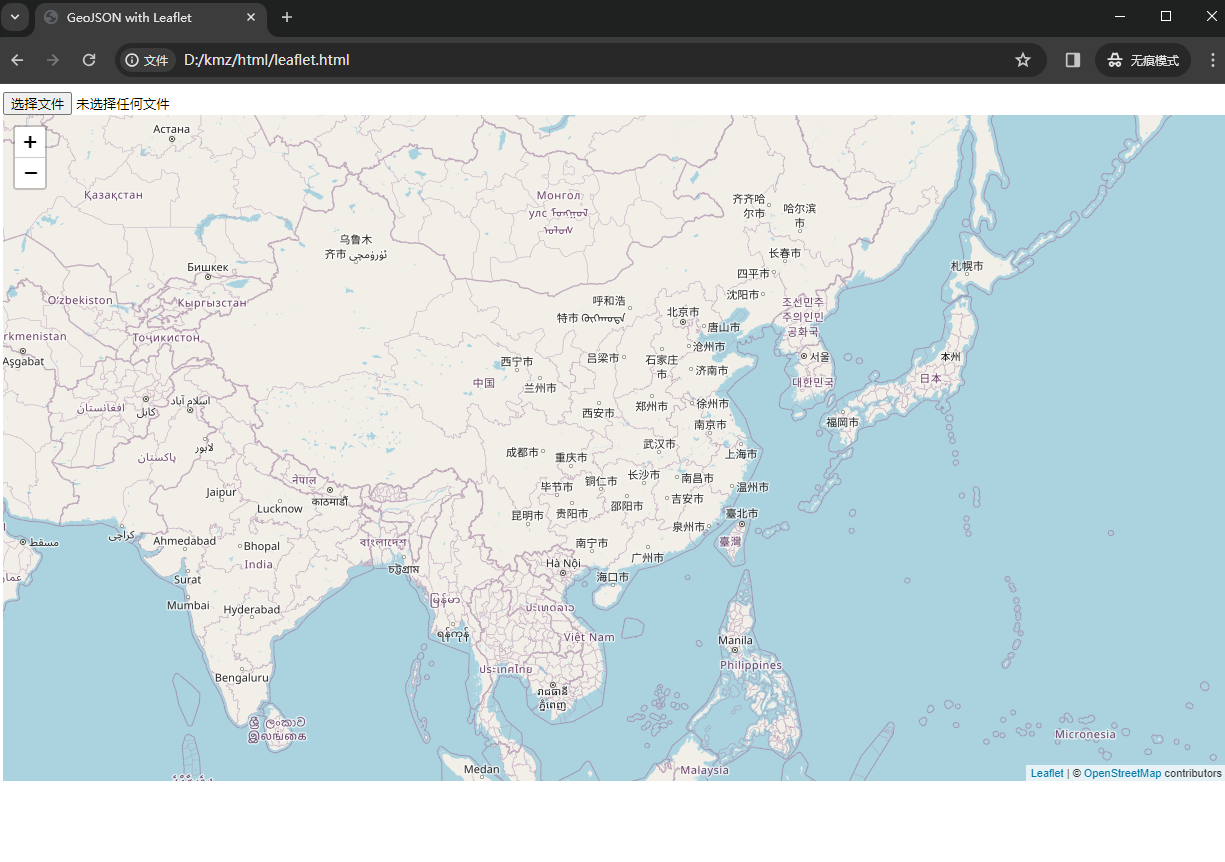 GeoJSON with Leaflet
文件
D:/kmz/html/leaflet.html
无痕模式
选择文件 未选择任何文件
+
−
Астана
Қазақстан
Монгол
улс
齐齐哈
尔市
哈尔滨
市
乌鲁木
齐市 ئۈرۈمچی
长春市
Бишкек
札幌市
四平市
沈阳市
O'zbekiston
Кыргызстан
呼和浩
特市
北京市
조선민주
주의인민
공화국
唐山市
rkmenistan
Тоҷикистон
沧州市
Aşgabat
西宁市
吕梁市
石家庄
市
济南市
서울
本州
中国
兰州市
대한민국
日本
افغانستان
کابل
اسلام آباد
西安市
郑州市
徐州市
南京市
福岡市
لاہور
پاکستان
成都市
重庆市
武汉市
上海市
नेपाल
काठमाडौं
Jaipur
Lucknow
毕节市
铜仁市
长沙市
南昌市
温州市
昆明市
贵阳市
邵阳市
吉安市
臺北市
泉州市
مسقط
کراچی
Ahmedabad
Bhopal
বাংলাদেশ
南宁市
臺灣
India
চট্টগ্রাম
Hà Nội
广州市
عمان
Surat
海口市
Mumbai
Hyderabad
မြန်မာ
ປະເທດລາວ
ရန်ကုန်
Việt Nam
Manila
Bengaluru
ประเทศไทย
Philippines
រាជធានី
ភ្នំពេញ
ශ්‍රී ලංකාව
இலங்கை
Micronesia
Medan
Malaysia
Leaflet | © OpenStreetMap contributors